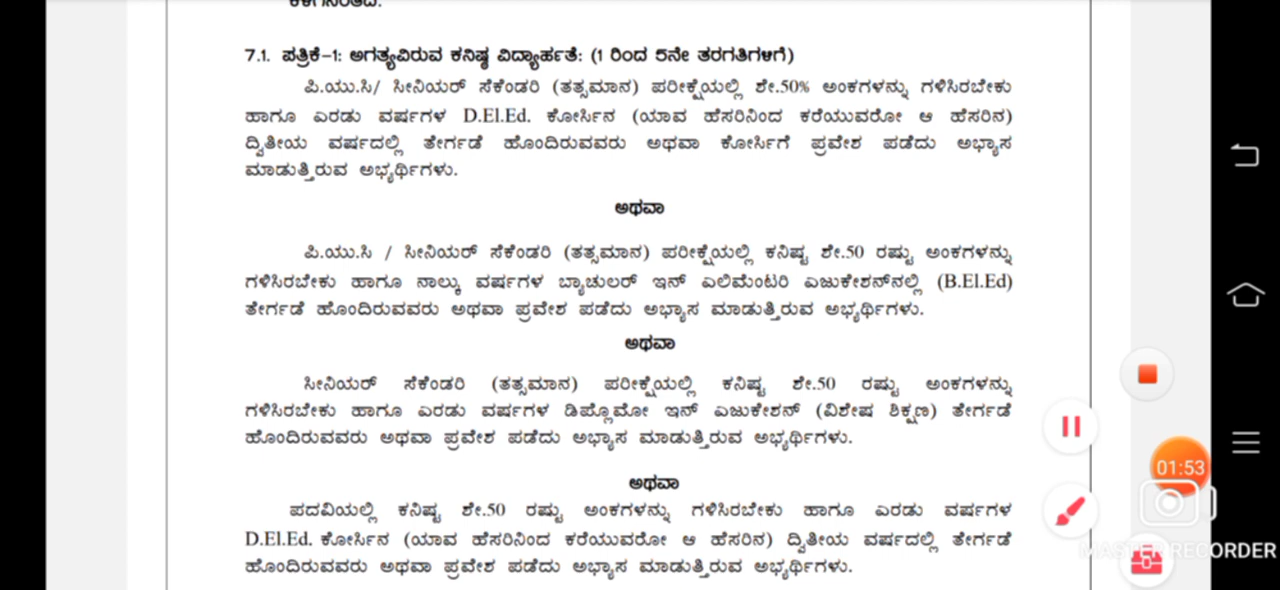 7.1. ಪತ್ರಿಕೆ–1: ಅಗತ್ಯವಿರುವ ಕನಿಷ್ಠ ವಿದ್ಯಾರ್ಹತೆ: (1 ರಿಂದ 5ನೇ ತರಗತಿಗಳಿಗೆ)
ಪಿ.ಯು.ಸಿ/ ಸೀನಿಯರ್ ಸೆಕೆಂಡರಿ (ತತ್ಸಮಾನ) ಪರೀಕ್ಷೆಯಲ್ಲಿ ಶೇ.50% ಅಂಕಗಳನ್ನು ಗಳಿಸಿರಬೇಕು
ಹಾಗೂ ಎರಡು ವರ್ಷಗಳ D.El.Ed. ಕೋರ್ಸಿನ (ಯಾವ ಹೆಸರಿನಿಂದ ಕರೆಯುವರೋ ಆ ಹೆಸರಿನ)
ದ್ವಿತೀಯ ವರ್ಷದಲ್ಲಿ ತೇರ್ಗಡೆ ಹೊಂದಿರುವವರು ಅಥವಾ ಕೋರ್ಸಿಗೆ ಪ್ರವೇಶ ಪಡೆದು ಅಭ್ಯಾಸ
ಮಾಡುತ್ತಿರುವ ಅಭ್ಯರ್ಥಿಗಳು.
ಅಥವಾ
ಪಿ.ಯು.ಸಿ / ಸೀನಿಯರ್ ಸೆಕೆಂಡರಿ (ತತ್ಸಮಾನ) ಪರೀಕ್ಷೆಯಲ್ಲಿ ಕನಿಷ್ಟ ಶೇ.50 ರಷ್ಟು ಅಂಕಗಳನ್ನು
ಗಳಿಸಿರಬೇಕು ಹಾಗೂ ನಾಲ್ಕು ವರ್ಷಗಳ ಬ್ಯಾಚುಲರ್ ಇನ್ ಎಲಿಮೆಂಟರಿ ಎಜುಕೇಶನ್‌ನಲ್ಲಿ (B.El.Ed)
ತೇರ್ಗಡೆ ಹೊಂದಿರುವವರು ಅಥವಾ ಪ್ರವೇಶ ಪಡೆದು ಅಭ್ಯಾಸ ಮಾಡುತ್ತಿರುವ ಅಭ್ಯರ್ಥಿಗಳು.
ಅಥವಾ
ಸೀನಿಯರ್ ಸೆಕೆಂಡರಿ (ತತ್ಸಮಾನ) ಪರೀಕ್ಷೆಯಲ್ಲಿ ಕನಿಷ್ಟ ಶೇ.50 ರಷ್ಟು ಅಂಕಗಳನ್ನು
ಗಳಿಸಿರಬೇಕು ಹಾಗೂ ಎರಡು ವರ್ಷಗಳ ಡಿಪ್ಲೊಮೋ ಇನ್ ಎಜುಕೇಶನ್ (ವಿಶೇಷ ಶಿಕ್ಷಣ) ತೇರ್ಗಡೆ
ಹೊಂದಿರುವವರು ಅಥವಾ ಪ್ರವೇಶ ಪಡೆದು ಅಭ್ಯಾಸ ಮಾಡುತ್ತಿರುವ ಅಭ್ಯರ್ಥಿಗಳು.
01:53
ಅಥವಾ
ಪದವಿಯಲ್ಲಿ ಕನಿಷ್ಟ ಶೇ.50 ರಷ್ಟು ಅಂಕಗಳನ್ನು ಗಳಿಸಿರಬೇಕು ಹಾಗೂ ಎರಡು ವರ್ಷಗಳ
D.El.Ed. ಕೋರ್ಸಿನ (ಯಾವ ಹೆಸರಿನಿಂದ ಕರೆಯುವರೋ ಆ ಹೆಸರಿನ) ದ್ವಿತೀಯ ವರ್ಷದಲ್ಲಿ ತೇರ್ಗಡೆ
MASTER RECORDER
ಹೊಂದಿರುವವರು ಅಥವಾ ಪ್ರವೇಶ ಪಡೆದು ಅಭ್ಯಾಸ ಮಾಡುತ್ತಿರುವ ಅಭ್ಯರ್ಥಿಗಳು.